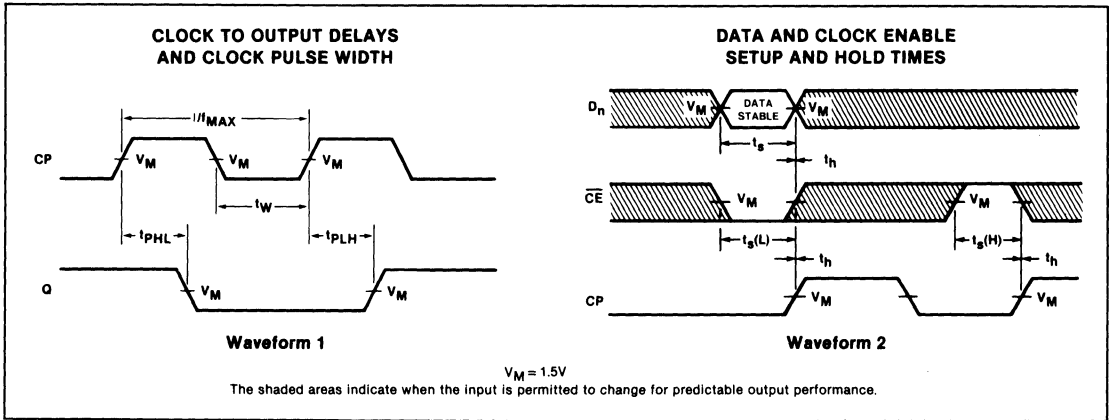 CLOCK TO OUTPUT DELAYS
AND CLOCK PULSE WIDTH
1/fMAX
CP
VM
VM
VM
tW
tPHL
tPLH
Q
VM
VM
Waveform 1
DATA AND CLOCK ENABLE
SETUP AND HOLD TIMES
Dn
VM
DATA
STABLE
VM
ts
th
CE
VM
VM
ts(L)
ts(H)
th
th
CP
VM
VM
Waveform 2
VM = 1.5V
The shaded areas indicate when the input is permitted to change for predictable output performance.